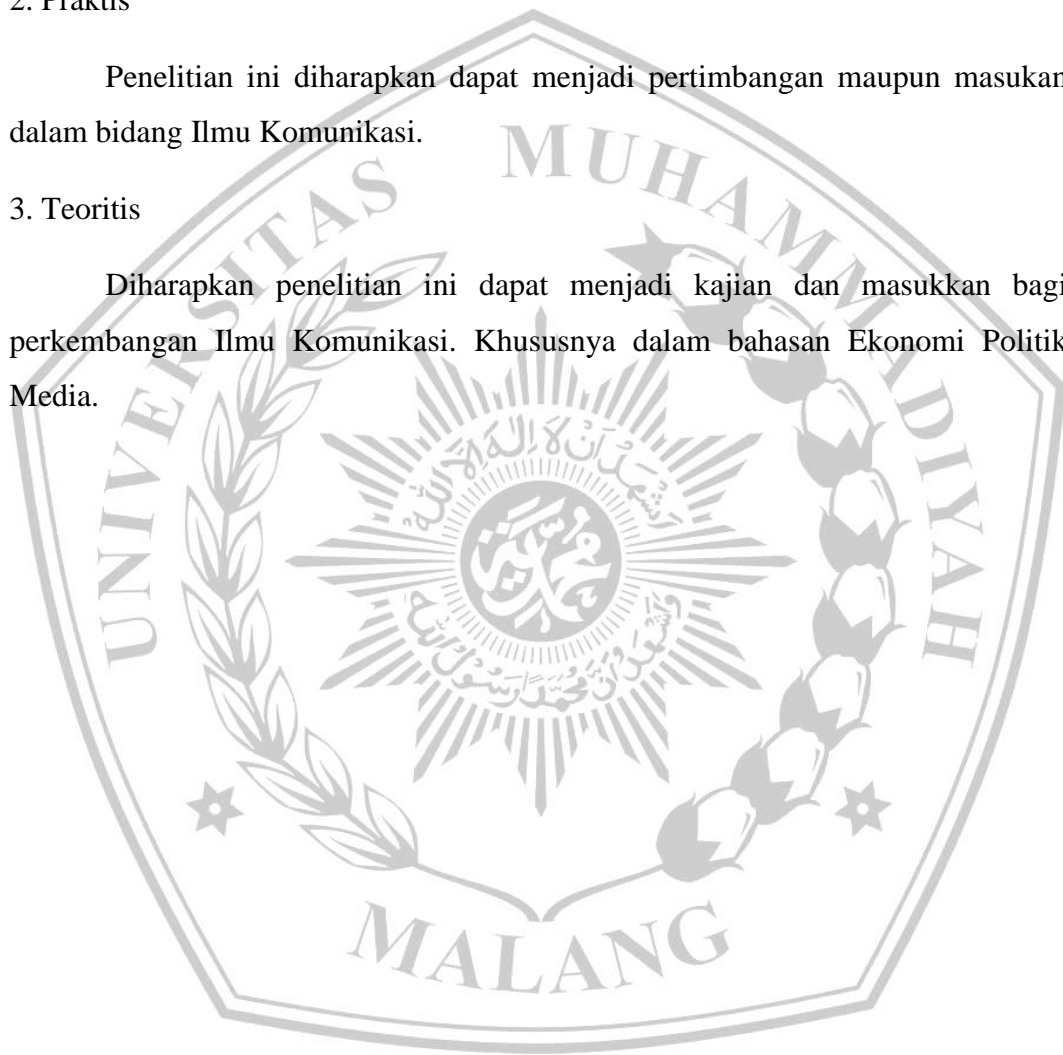 2. Praktis
Penelitian ini diharapkan dapat menjadi pertimbangan maupun masukan
dalam bidang Ilmu Komunikasi.
3. Teoritis
Diharapkan penelitian ini dapat menjadi kajian dan masukkan bagi
perkembangan Ilmu Komunikasi. Khususnya dalam bahasan Ekonomi Politik
Media.
UNIVERSITAS MUHAMMADIYAH
MALANG